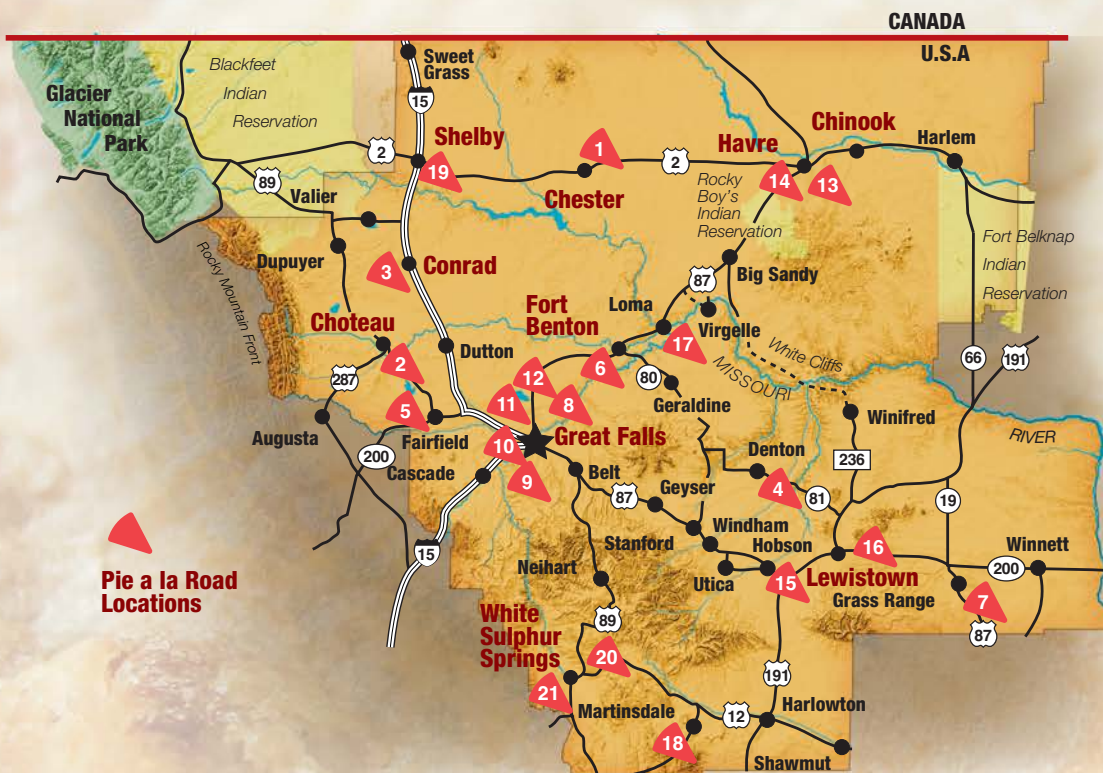 CANADA
U.S.A
Sweet
Grass
15
Blackfeet
Indian
Reservation
Glacier
National
Park
Shelby
19
2
89
Valier
1
2
Chester
Havre
Chinook
Harlem
14
13
Rocky
Boy's
Indian
Reservation
Fort Belknap
Indian
Reservation
Dupuyer
Rocky Mountain Front
3
Conrad
Big Sandy
87
Loma
Virgelle
Fort
Benton
17
White Cliffs
MISSOURI
RIVER
Choteau
2
Dutton
287
6
80
Geraldine
12
11
8
66
191
5
Fairfield
Augusta
200
Cascade
10
Great Falls
9
Belt
87
Geyser
Denton
4
81
Winifred
236
19
Stanford
Windham
Hobson
Utica
15
16
Lewistown
Grass Range
200
Winnett
7
87
15
Neihart
89
White
Sulphur
Springs
20
21
Martinsdale
18
12
191
Harlowton
Shawmut
Pie a la Road
Locations